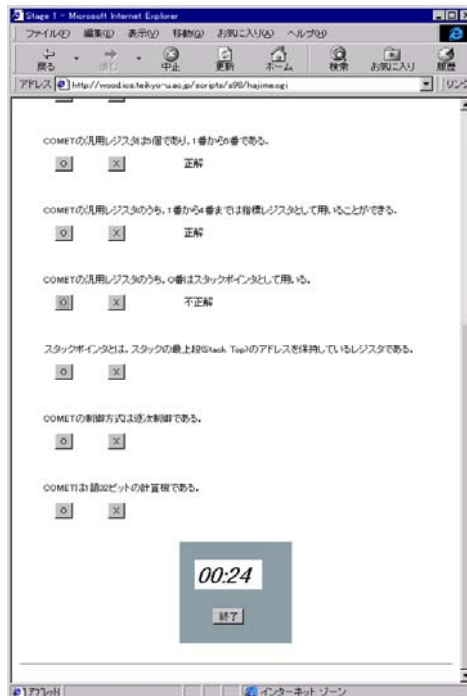 Stage 1 - Microsoft Internet Explorer
ファイル(F) 編集(E) 表示(V) 移動(G) お気に入り(A) ヘルプ(H)
戻る 進む 中止 更新 ホーム 検索 お気に入り 履歴
アドレス http://wood.ics.teikyo-u.ac.jp/scripts/s90/hajime.cgi リンク
COMETの汎用レジスタは5個であり、1番から5番である。
O X 正解
COMETの汎用レジスタのうち、1番から4番までは指標レジスタとして用いることができる。
O X 正解
COMETの汎用レジスタのうち、0番はスタックポインタとして用いる。
O X 不正解
スタックポインタとは、スタックの最上段(Stack Top)のアドレスを保持しているレジスタである。
O X
COMETの制御方式は逐次制御である。
O X
COMETは1語32ビットの計算機である。
O X
00:24
終了
インターネット ゾーン